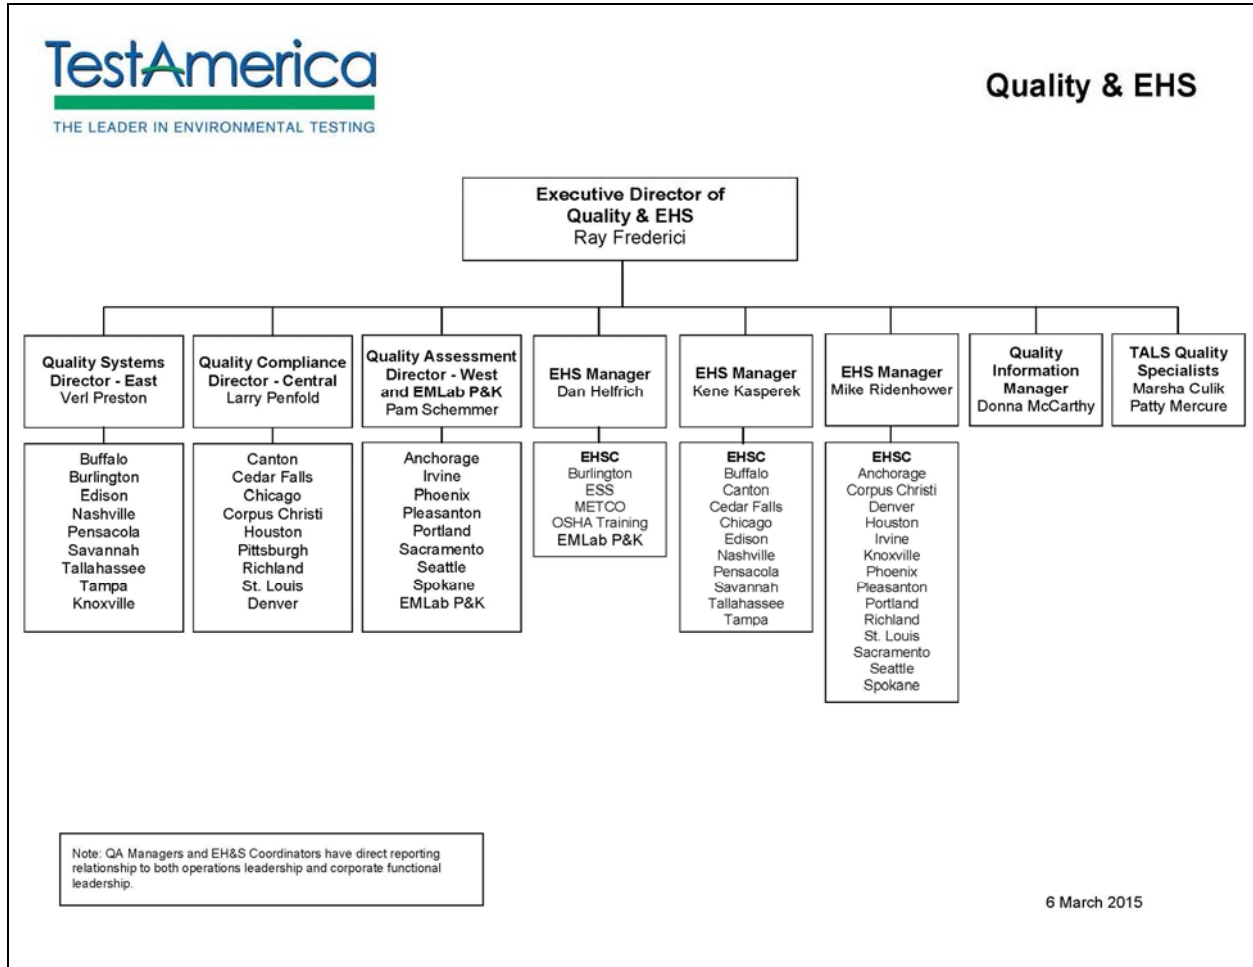 TestAmerica
THE LEADER IN ENVIRONMENTAL TESTING
Quality & EHS
Executive Director of
Quality & EHS
Ray Frederici
Quality Systems
Director - East
Verl Preston
Buffalo
Burlington
Edison
Nashville
Pensacola
Savannah
Tallahassee
Tampa
Knoxville
Quality Compliance
Director - Central
Larry Penfold
Canton
Cedar Falls
Chicago
Corpus Christi
Houston
Pittsburgh
Richland
St. Louis
Denver
Quality Assessment
Director - West
and EMLab P&K
Pam Schemmer
Anchorage
Irvine
Phoenix
Pleasanton
Portland
Sacramento
Seattle
Spokane
EMLab P&K
EHS Manager
Dan Helfrich
EHSC
Burlington
ESS
METCO
OSHA Training
EMLab P&K
EHS Manager
Kene Kasperek
EHSC
Buffalo
Canton
Cedar Falls
Chicago
Edison
Nashville
Pensacola
Savannah
Tallahassee
Tampa
EHS Manager
Mike Ridenhower
EHSC
Anchorage
Corpus Christi
Denver
Houston
Irvine
Knoxville
Phoenix
Pleasanton
Portland
Richland
St. Louis
Sacramento
Seattle
Spokane
Quality
Information
Manager
Donna McCarthy
TALS Quality
Specialists
Marsha Culik
Patty Mercure
Note: QA Managers and EH&S Coordinators have direct reporting
relationship to both operations leadership and corporate functional
leadership.
6 March 2015